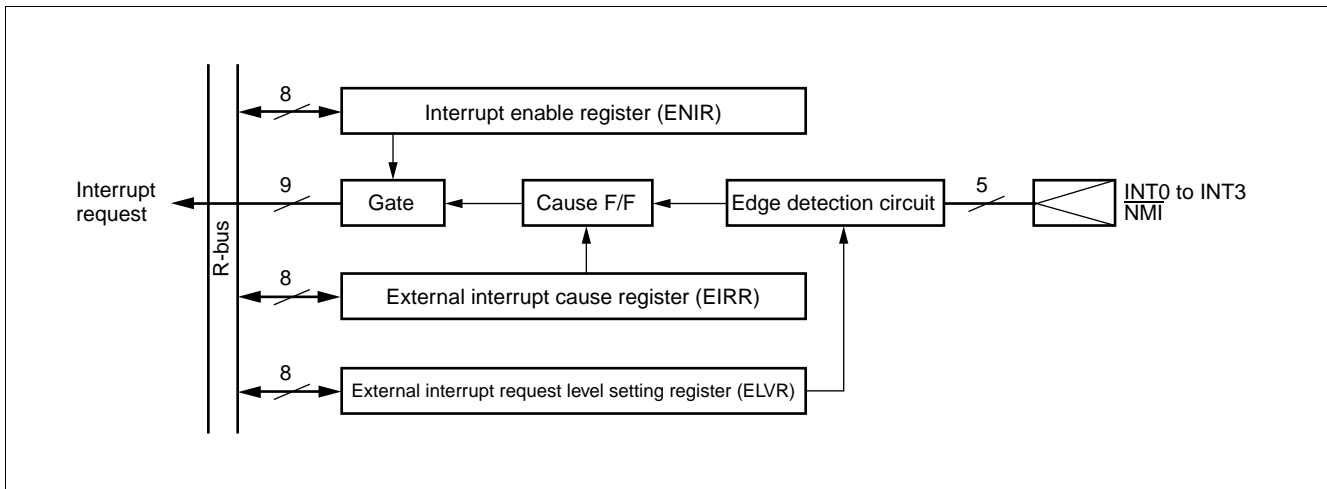 8
Interrupt enable register (ENIR)
Interrupt
request
9
Gate
Cause F/F
Edge detection circuit
5
INT0 to INT3
NMI
R-bus
8
External interrupt cause register (EIRR)
8
External interrupt request level setting register (ELVR)